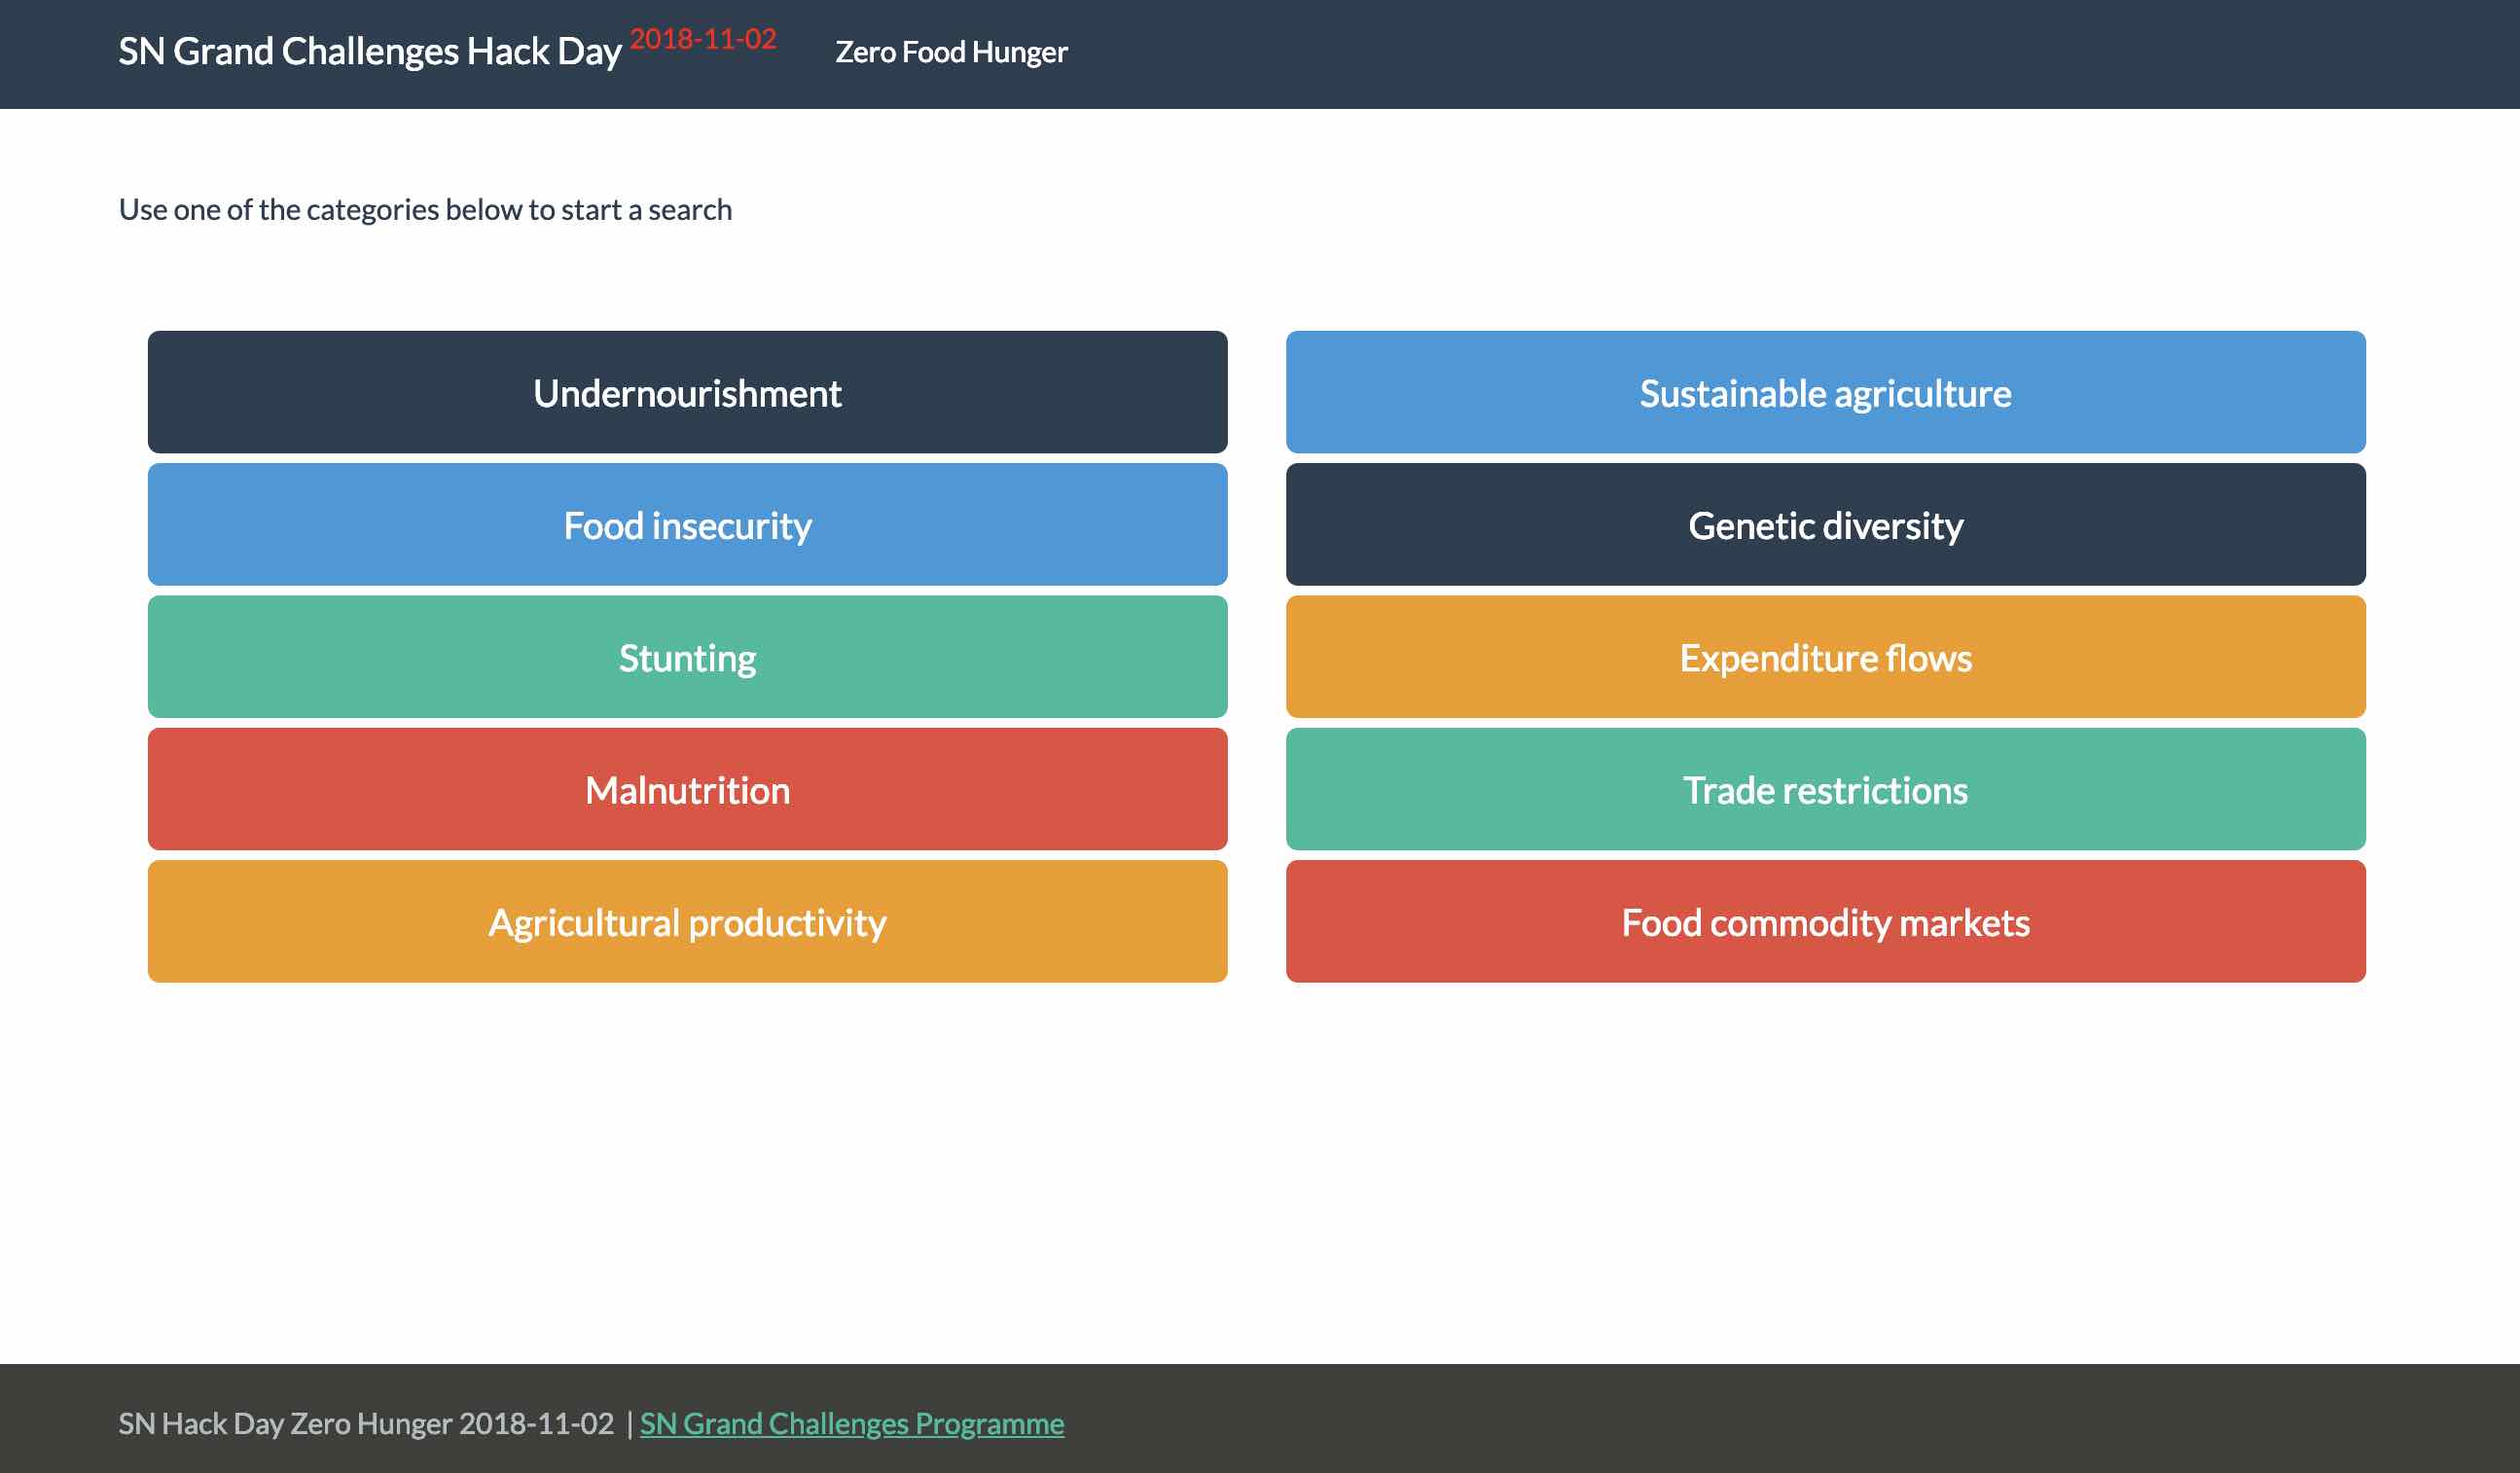 SN Grand Challenges Hack Day 2018-11-02 Zero Food Hunger
Use one of the categories below to start a search
Undernourishment
Sustainable agriculture
Food insecurity
Genetic diversity
Stunting
Expenditure flows
Malnutrition
Trade restrictions
Agricultural productivity
Food commodity markets
SN Hack Day Zero Hunger 2018-11-02 | SN Grand Challenges Programme